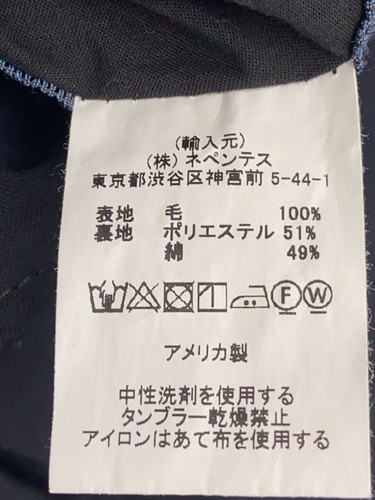 (輸入元)
(株) ネペンテス
東京都渋谷区神宮前 5-44-1
表地 毛 100%
裏地 ポリエステル 51%
綿 49%
F W
アメリカ製
中性洗剤を使用する
タンブラー乾燥禁止
アイロンはあて布を使用する